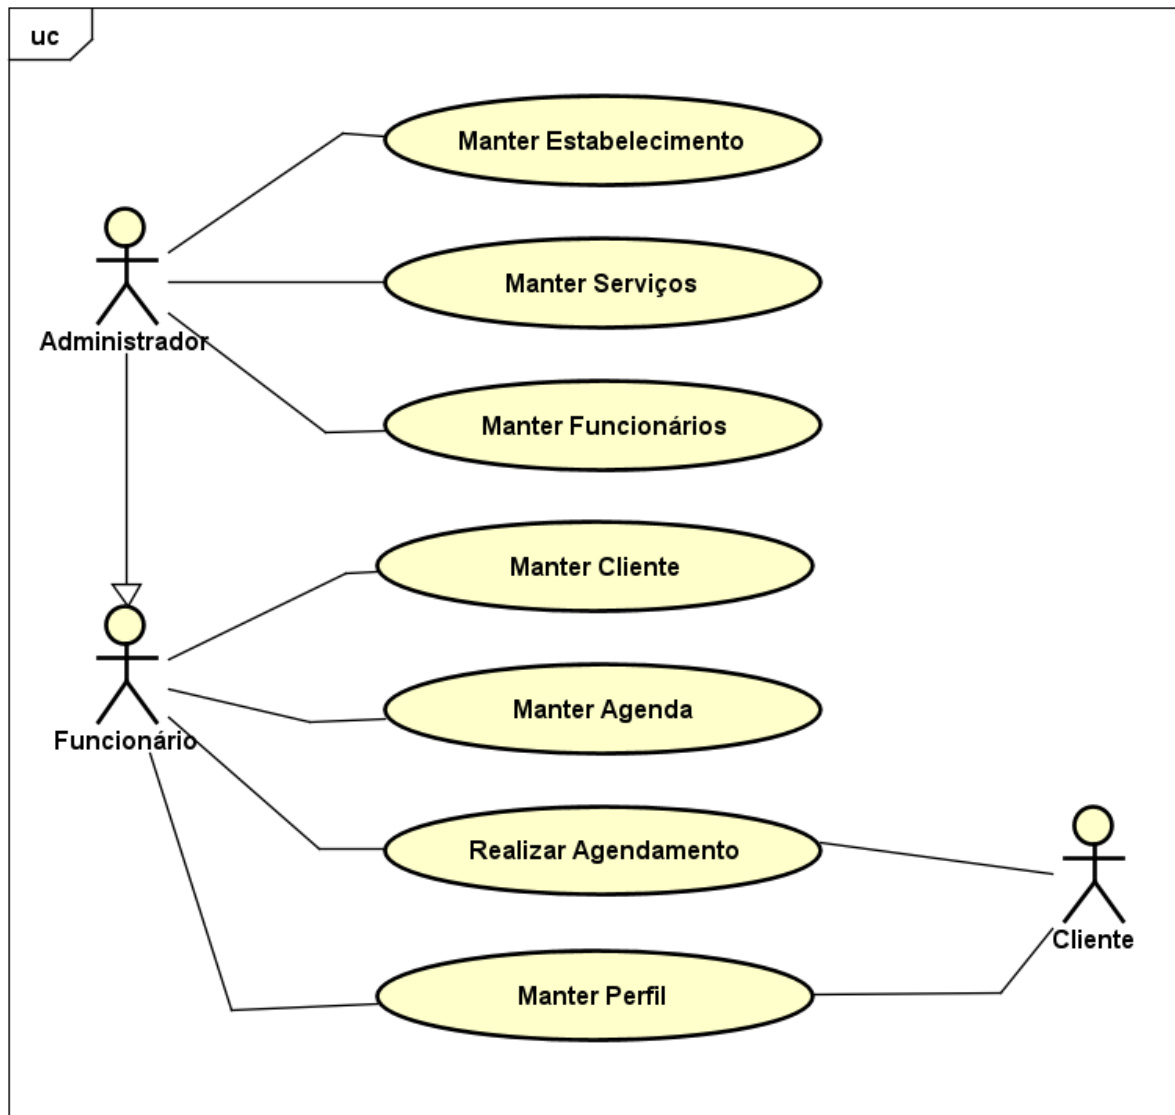 uc
Manter Estabelecimento
Manter Serviços
Administrador
Manter Funcionários
Manter Cliente
Manter Agenda
Funcionário
Realizar Agendamento
Cliente
Manter Perfil